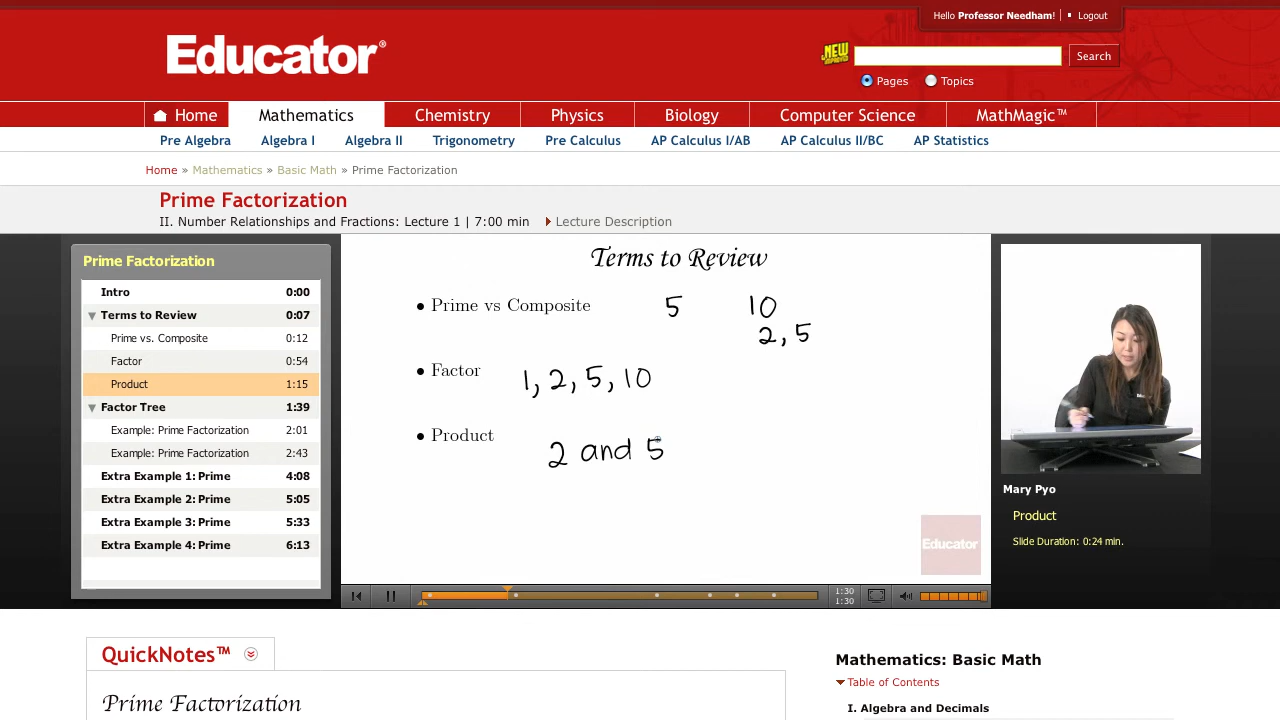 Hello Professor Needham! Logout
Educator®
NEW
Search
Pages Topics
Home Mathematics Chemistry Physics Biology Computer Science MathMagic™
Pre Algebra Algebra I Algebra II Trigonometry Pre Calculus AP Calculus I/AB AP Calculus II/BC AP Statistics
Home » Mathematics » Basic Math » Prime Factorization
Prime Factorization
II. Number Relationships and Fractions: Lecture 1 | 7:00 min Lecture Description
Prime Factorization
Intro 0:00
Terms to Review 0:07
Prime vs. Composite 0:12
Factor 0:54
Product 1:15
Factor Tree 1:39
Example: Prime Factorization 2:01
Example: Prime Factorization 2:43
Extra Example 1: Prime 4:08
Extra Example 2: Prime 5:05
Extra Example 3: Prime 5:33
Extra Example 4: Prime 6:13
Terms to Review
• Prime vs Composite 5 10
2, 5
• Factor 1, 2, 5, 10
• Product 2 and 5
Educator
1:30
1:30
Mary Pyo
Product
Slide Duration: 0:24 min.
QuickNotes™
Prime Factorization
Mathematics: Basic Math
Table of Contents
I. Algebra and Decimals